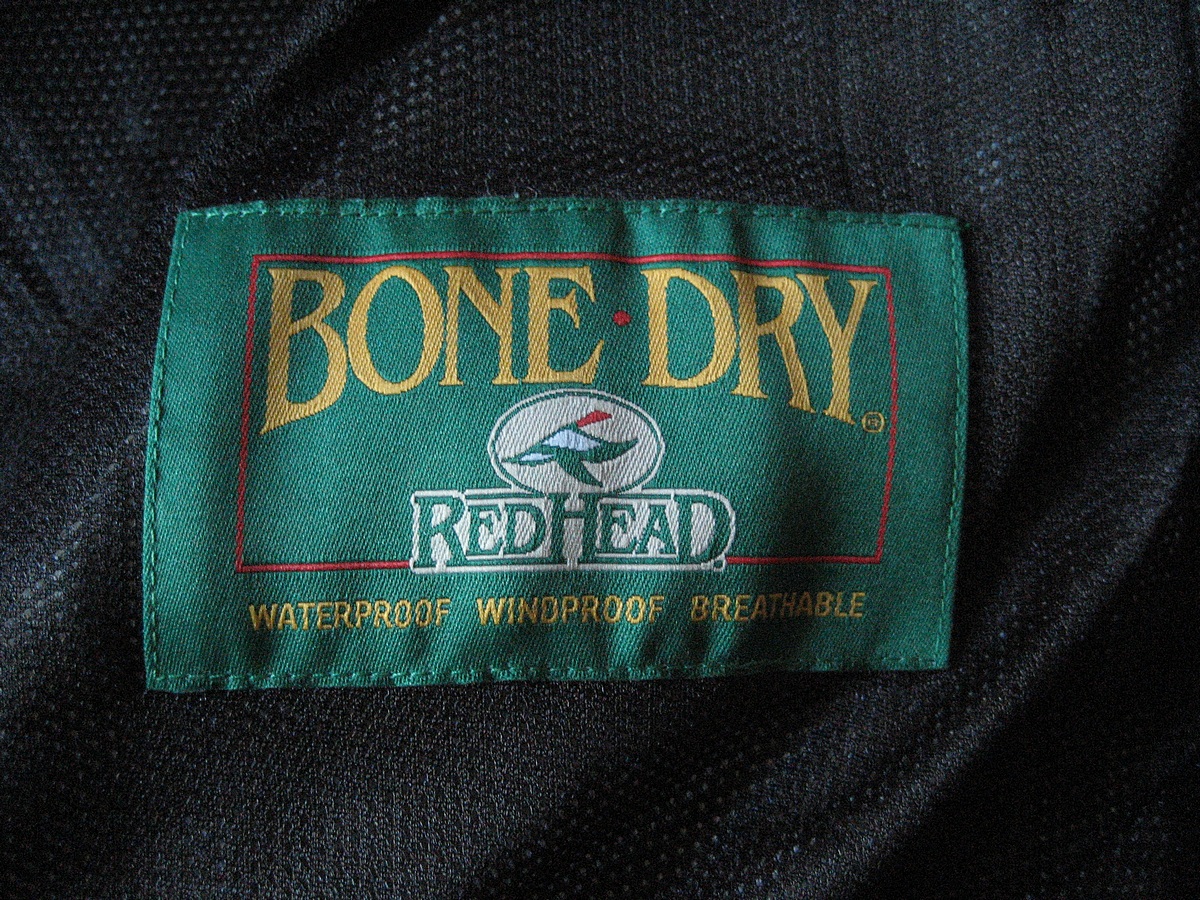 BONE·DRY®
REDHEAD
WATERPROOF WINDPROOF BREATHABLE